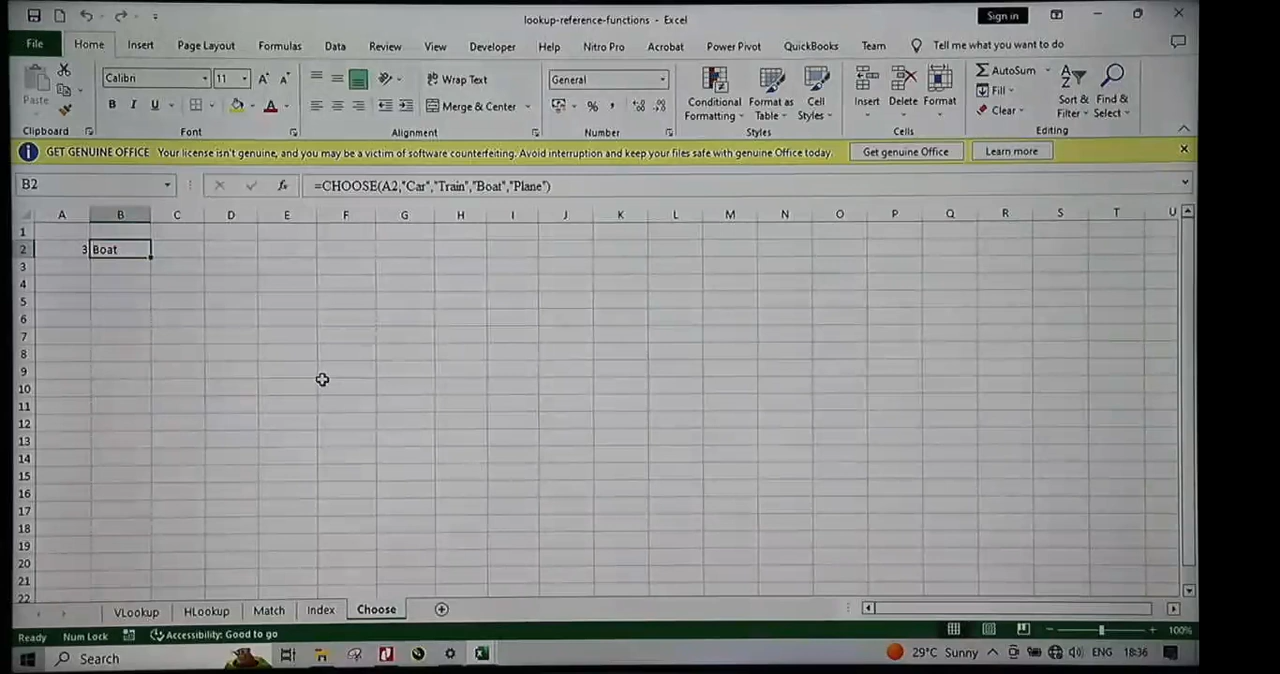 lookup-reference-functions - Excel
Sign in
File Home Insert Page Layout Formulas Data Review View Developer Help Nitro Pro Acrobat Power Pivot QuickBooks Team Tell me what you want to do
Paste
Calibri 11 A A
Wrap Text
General
Conditional Formatting
Format as Table
Cell Styles
Insert Delete Format
AutoSum
Fill
Clear
Sort & Filter
Find & Select
B I U A
Merge & Center
%
Clipboard Font Alignment Number Styles Cells Editing
GET GENUINE OFFICE Your license isn't genuine, and you may be a victim of software counterfeiting. Avoid interruption and keep your files safe with genuine Office today. Get genuine Office Learn more
B2 fx =CHOOSE(A2,"Car","Train","Boat","Plane")
A B C D E F G H I J K L M N O P Q R S T U
1
2 3 Boat
3
4
5
6
7
8
9
10
11
12
13
14
15
16
17
18
19
20
21
22
VLookup HLookup Match Index Choose
Ready Num Lock Accessibility: Good to go 100%
Search 29°C Sunny ENG 18:36